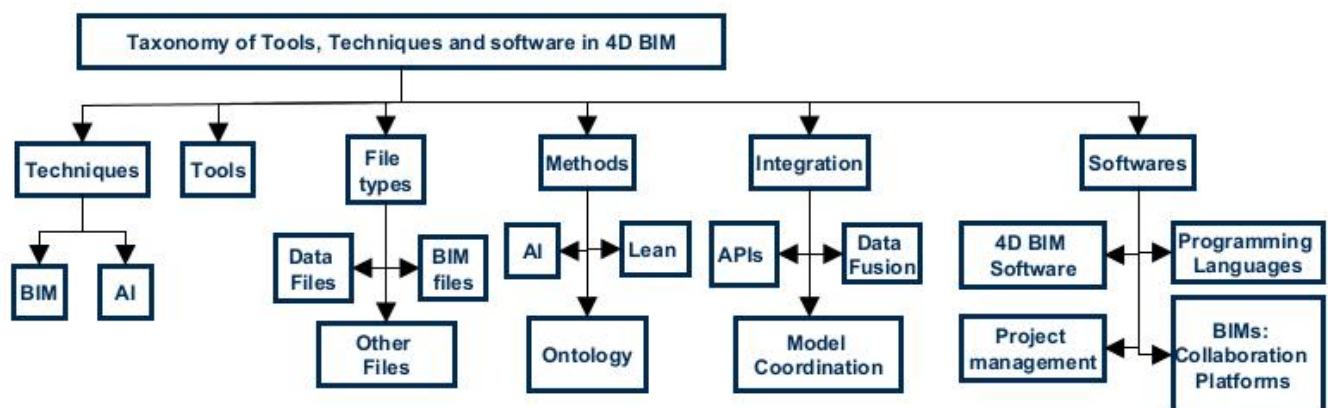 Taxonomy of Tools, Techniques and software in 4D BIM
Techniques
Tools
File
types
Methods
Integration
Softwares
BIM
AI
Data
Files
BIM
files
Other
Files
AI
Lean
Ontology
APIs
Data
Fusion
Model
Coordination
4D BIM
Software
Programming
Languages
Project
management
BIMs:
Collaboration
Platforms